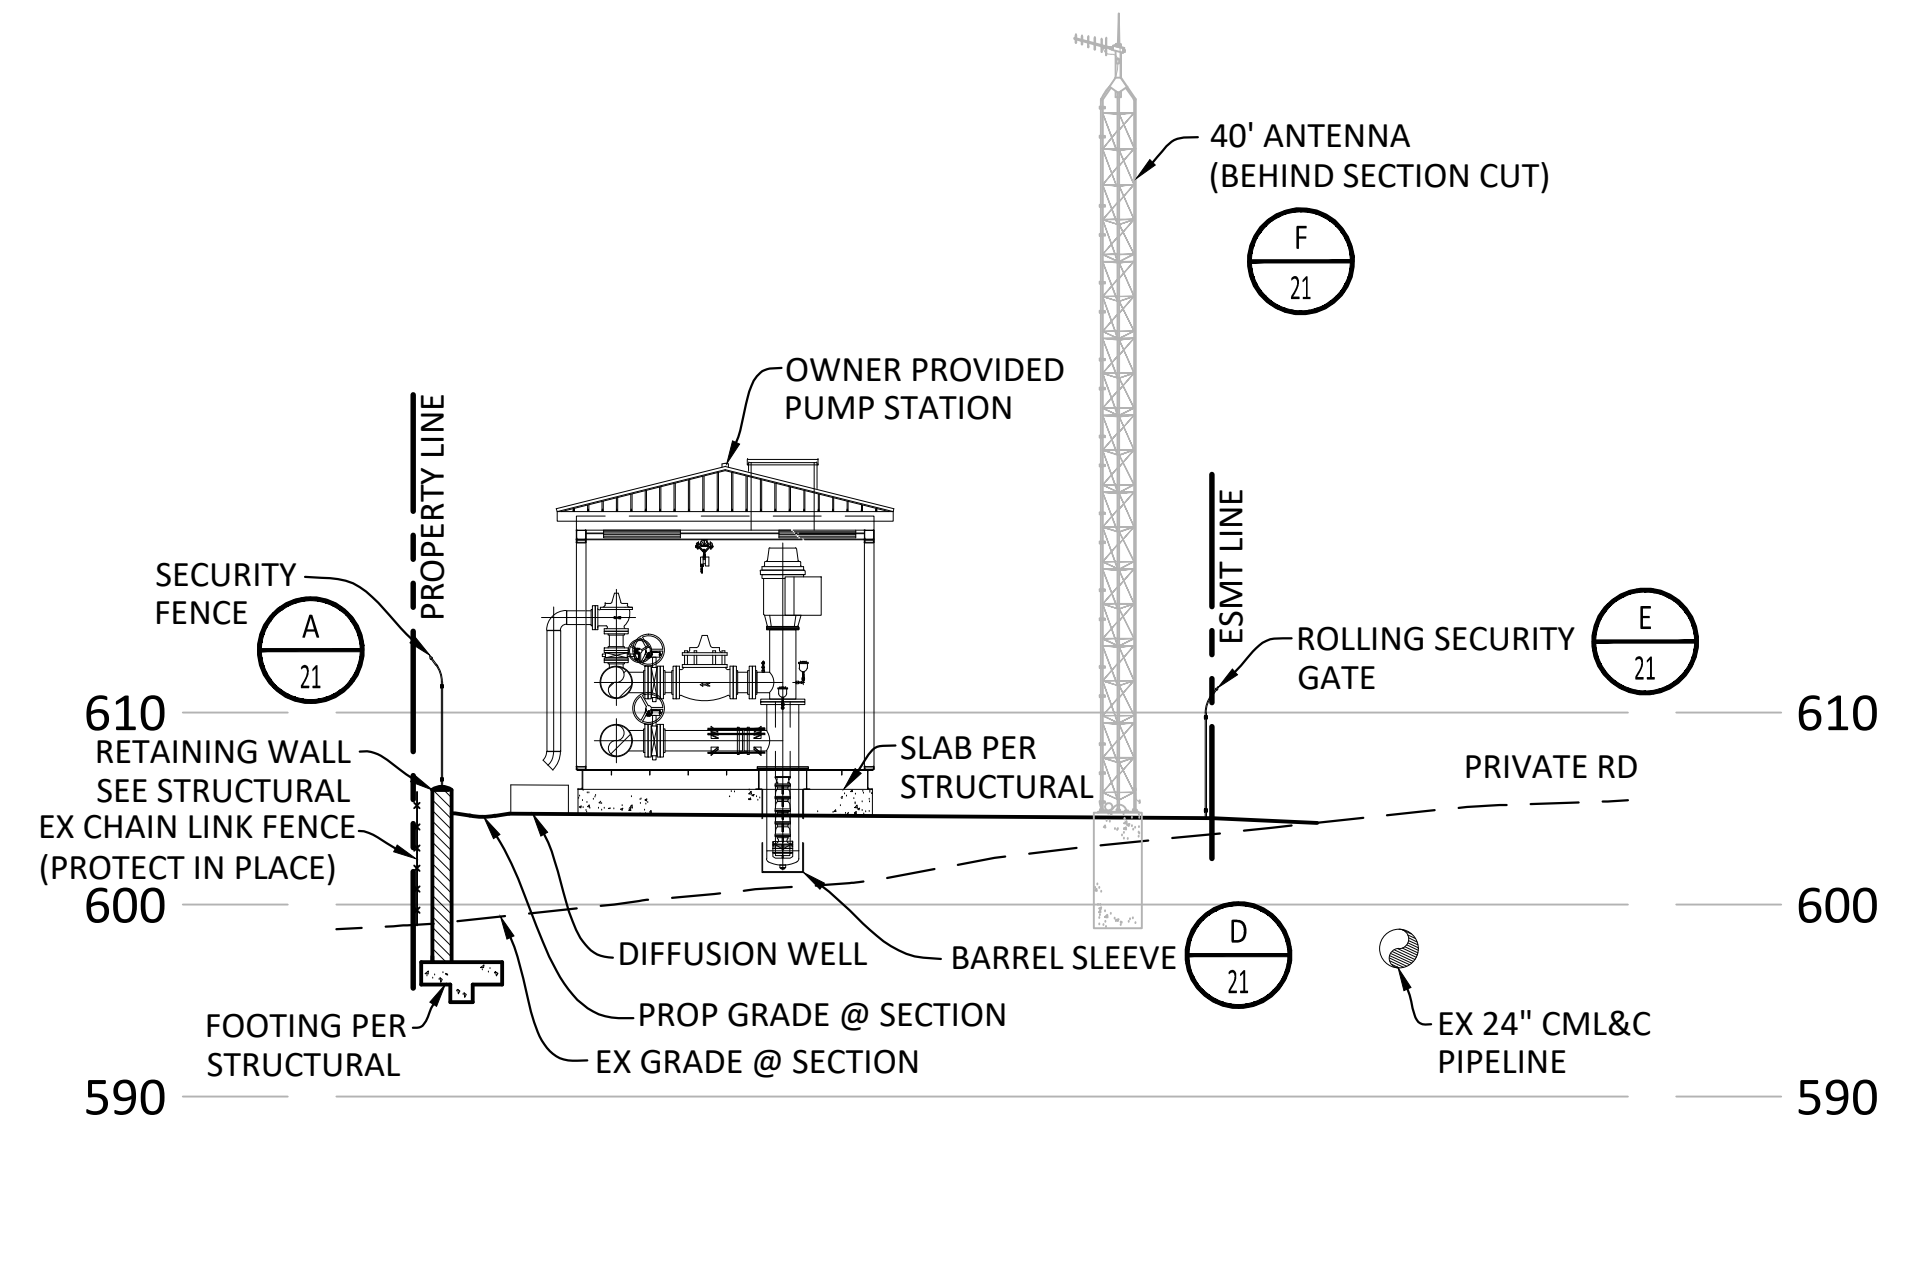 40' ANTENNA
(BEHIND SECTION CUT)
F
21
OWNER PROVIDED
PUMP STATION
PROPERTY LINE
ESMT LINE
SECURITY
FENCE
A
21
ROLLING SECURITY
GATE
E
21
610
610
RETAINING WALL
SEE STRUCTURAL
SLAB PER
STRUCTURAL
PRIVATE RD
EX CHAIN LINK FENCE
(PROTECT IN PLACE)
600
600
DIFFUSION WELL
BARREL SLEEVE
D
21
PROP GRADE @ SECTION
FOOTING PER
STRUCTURAL
EX GRADE @ SECTION
EX 24" CML&C
PIPELINE
590
590